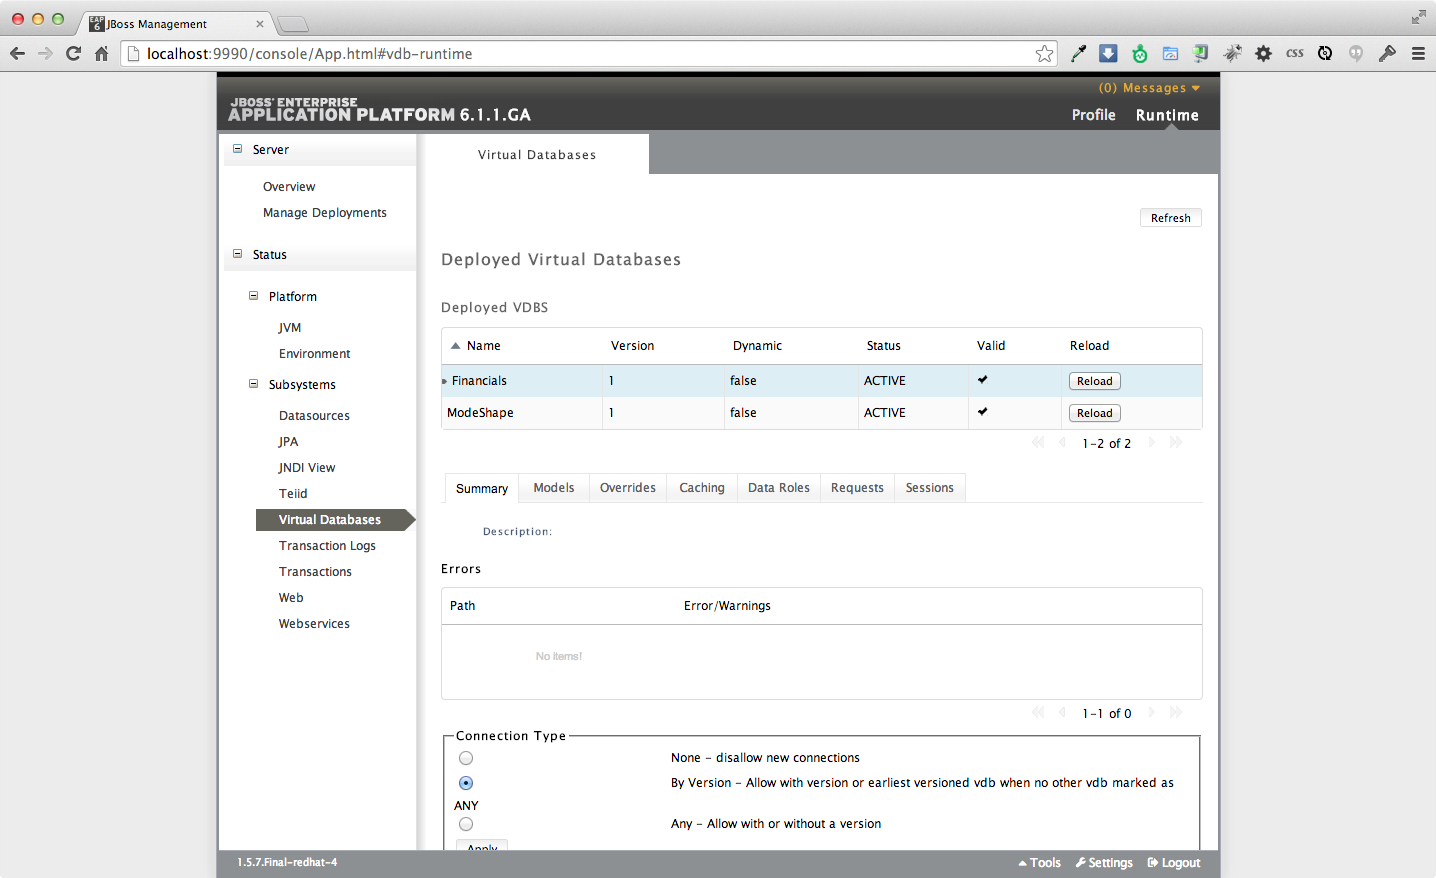 EAP 6 JBoss Management
localhost:9990/console/App.html#vdb-runtime
css
(0) Messages
JBOSS® ENTERPRISE
APPLICATION PLATFORM 6.1.1.GA
Profile Runtime
Server
Overview
Manage Deployments
Status
Platform
JVM
Environment
Subsystems
Datasources
JPA
JNDI View
Teiid
Virtual Databases
Transaction Logs
Transactions
Web
Webservices
Virtual Databases
Refresh
Deployed Virtual Databases
Deployed VDBS
Name Version Dynamic Status Valid Reload
Financials 1 false ACTIVE Reload
ModeShape 1 false ACTIVE Reload
1-2 of 2
Summary Models Overrides Caching Data Roles Requests Sessions
Description:
Errors
Path Error/Warnings
No items!
1-1 of 0
Connection Type
None - disallow new connections
By Version - Allow with version or earliest versioned vdb when no other vdb marked as
ANY
Any - Allow with or without a version
Apply
1.5.7.Final-redhat-4
Tools Settings Logout